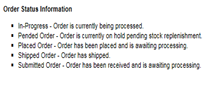 Order Status Information
• In-Progress - Order is currently being processed.
• Pended Order - Order is currently on hold pending stock replenishment.
• Placed Order - Order has been placed and is awaiting processing.
• Shipped Order - Order has shipped.
• Submitted Order - Order has been received and is awaiting processing.